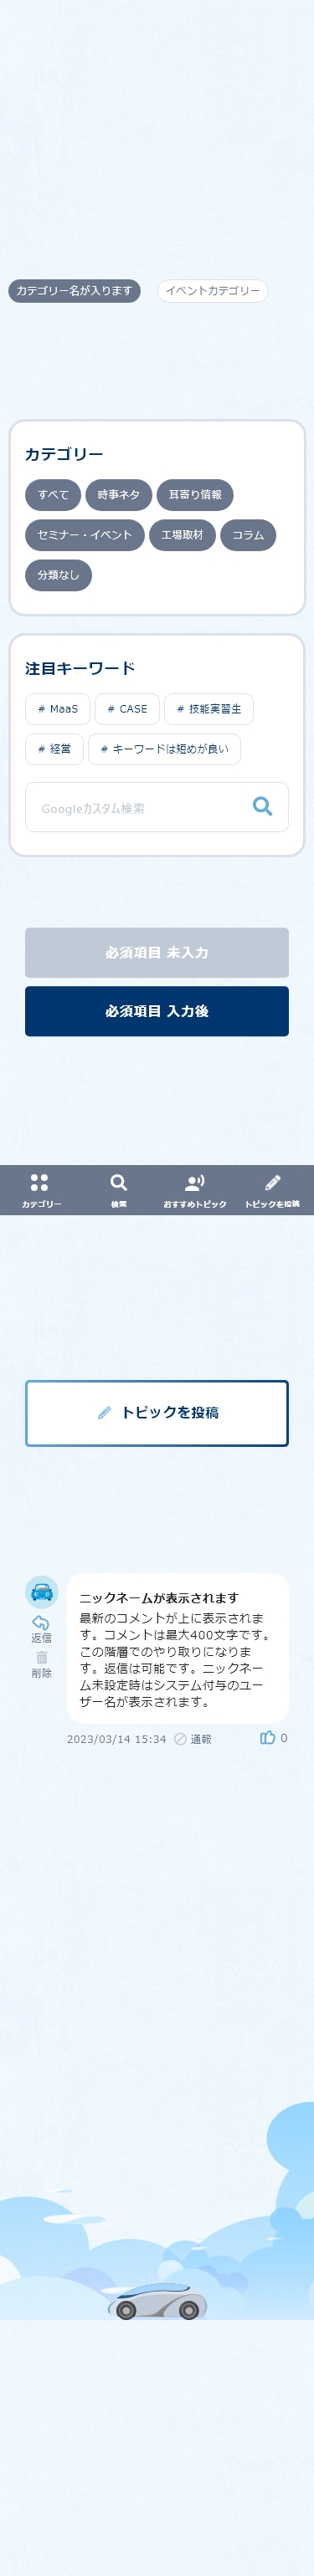 カテゴリー名が入ります イベントカテゴリー
カテゴリー
すべて 時事ネタ 耳寄り情報
セミナー・イベント 工場取材 コラム
分類なし
注目キーワード
# MaaS # CASE # 技能実習生
# 経営 # キーワードは短めが良い
Googleカスタム検索
必須項目 未入力
必須項目 入力後
カテゴリー 検索 おすすめトピック トピックを投稿
トピックを投稿
ニックネームが表示されます
最新のコメントが上に表示されま
す。コメントは最大400文字です。
この階層でのやり取りになりま
す。返信は可能です。ニックネー
ム未設定時はシステム付与のユー
ザー名が表示されます。
返信
削除
2023/03/14 15:34 通報 0